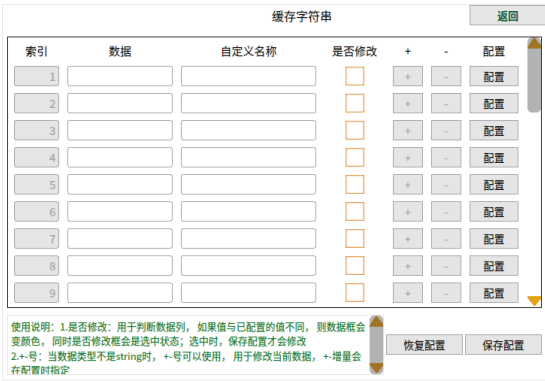 缓存字符串 返回
索引 数据 自定义名称 是否修改 + - 配置
1 + - 配置
2 + - 配置
3 + - 配置
4 + - 配置
5 + - 配置
6 + - 配置
7 + - 配置
8 + - 配置
9 + - 配置
使用说明：1.是否修改：用于判断数据列，如果值与已配置的值不同，则数据框会
变颜色，同时是否修改框会是选中状态；选中时，保存配置才会修改
2.+-号：当数据类型不是string时，+-号可以使用，用于修改当前数据，+-增量会
在配置时指定
恢复配置 保存配置